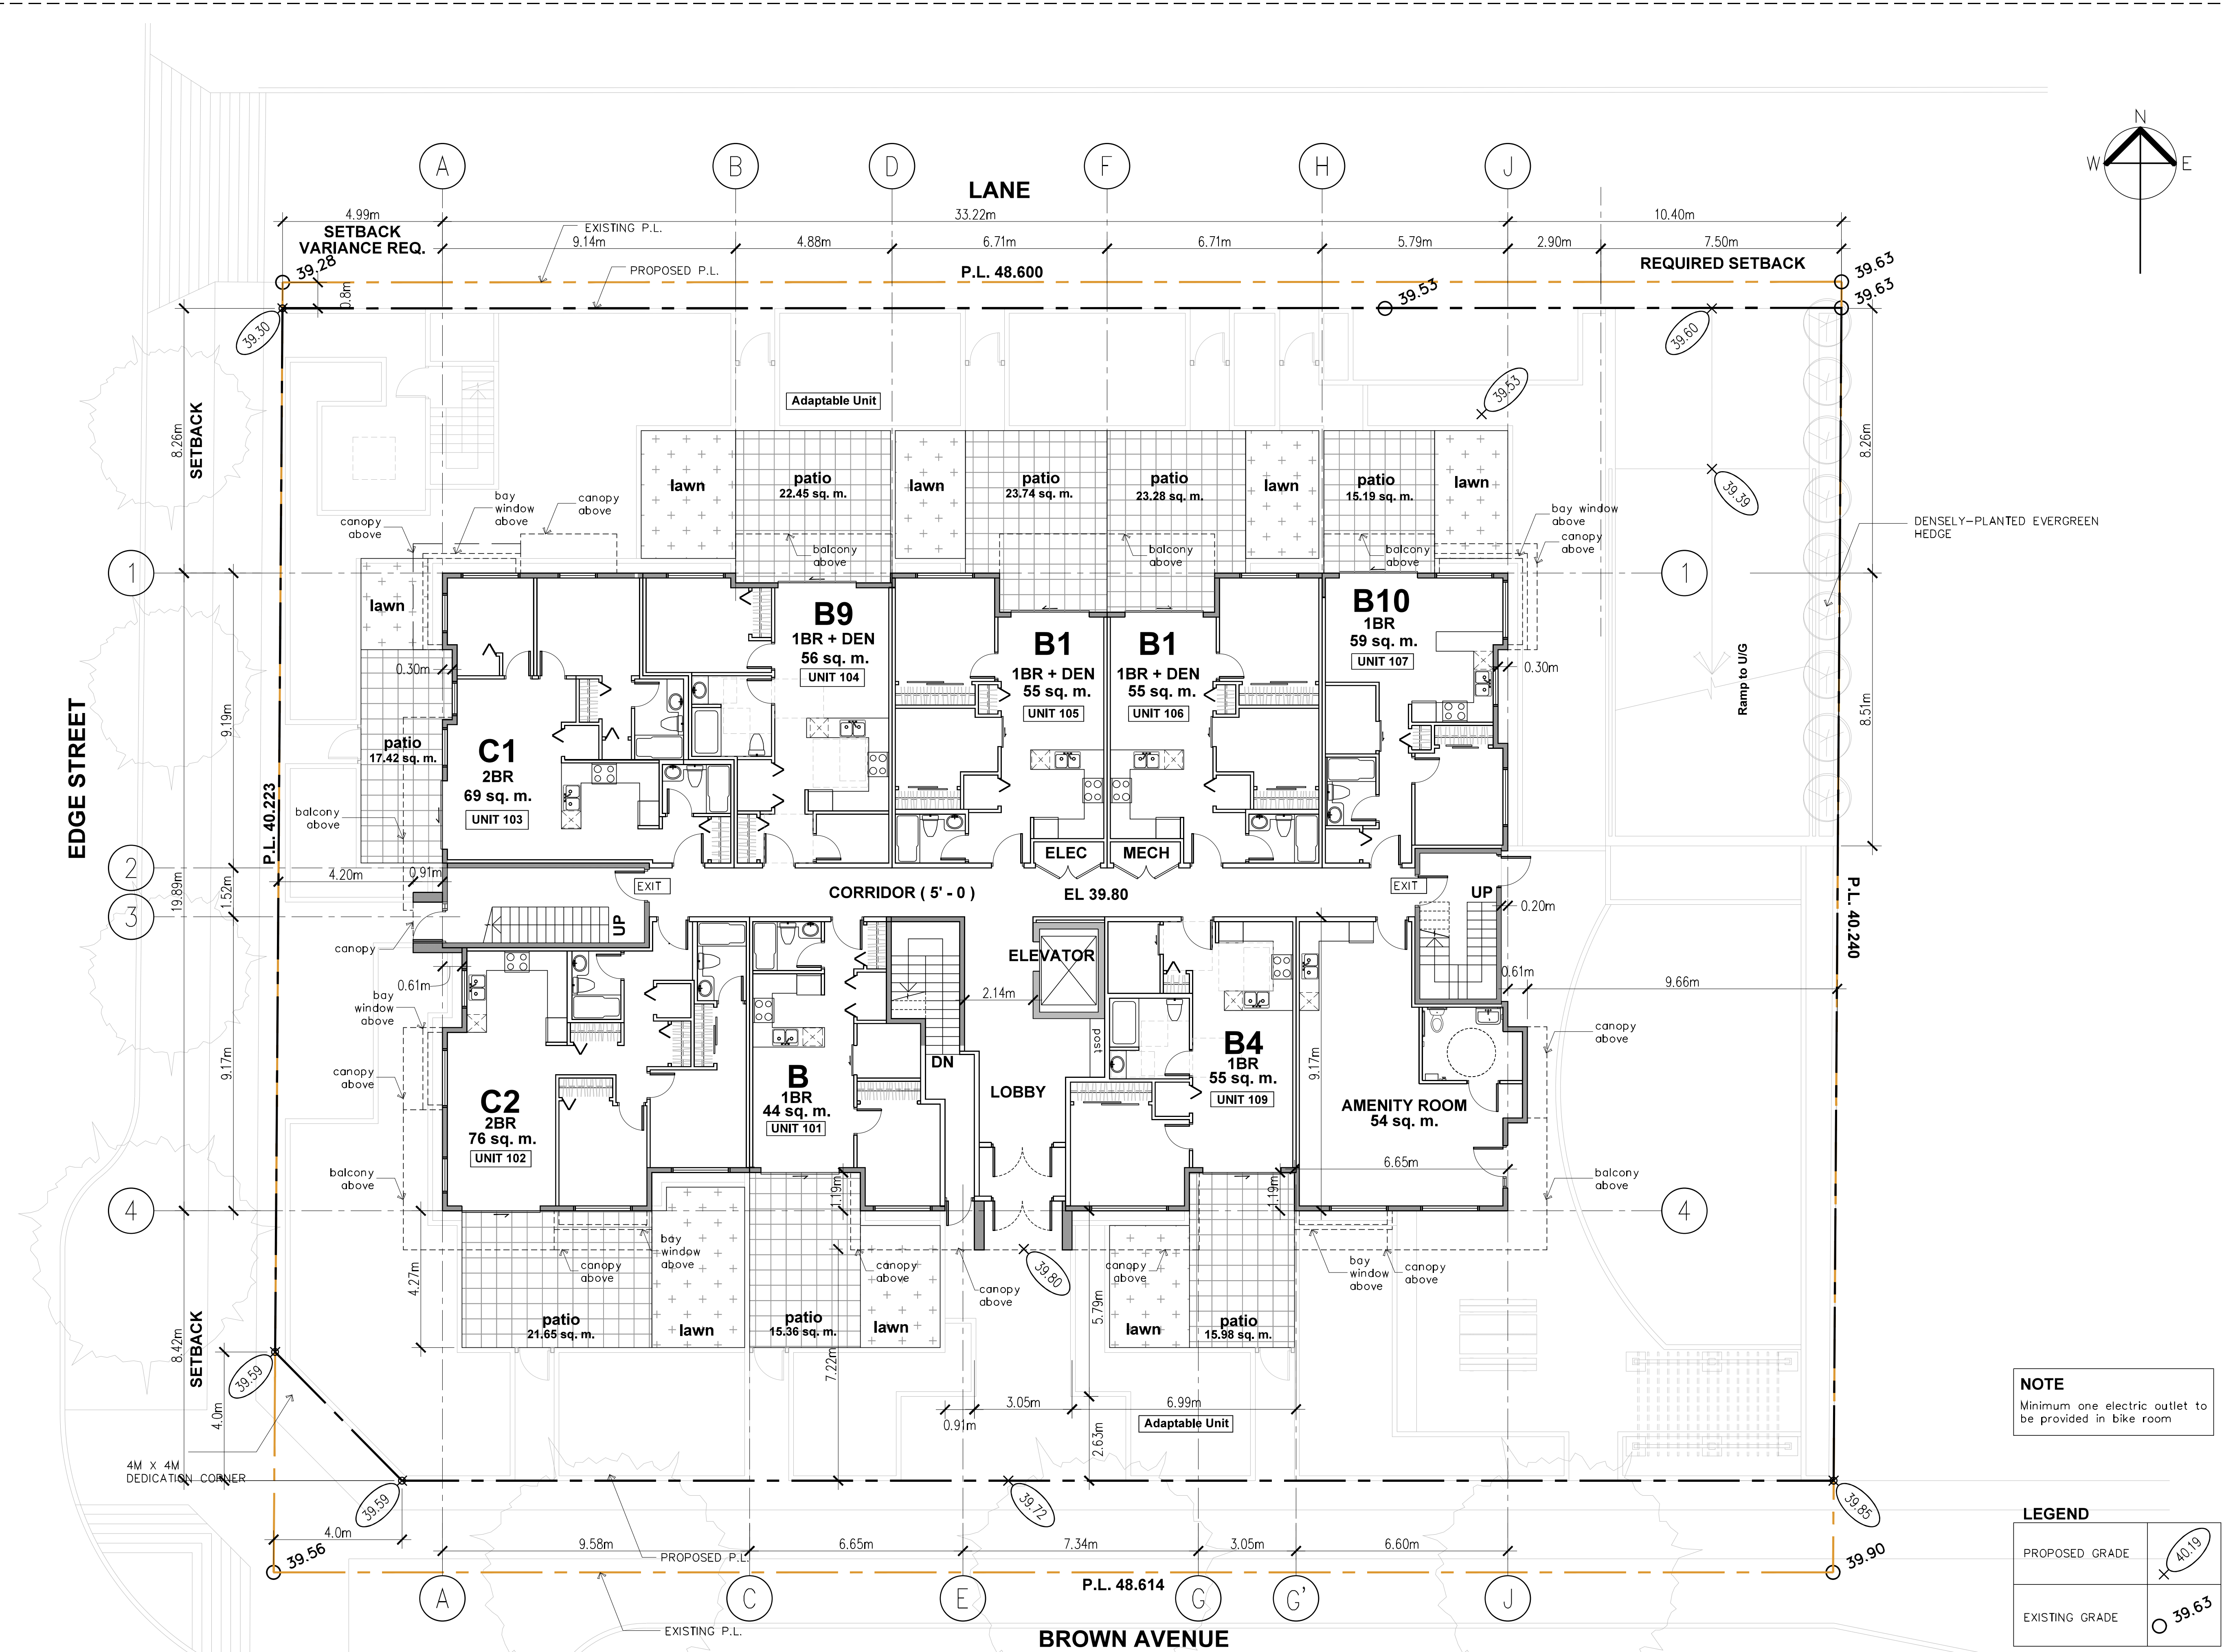 N
W
E
A
B
D
F
H
J
LANE
4.99m
33.22m
10.40m
SETBACK
VARIANCE REQ.
EXISTING P.L.
9.14m
4.88m
6.71m
6.71m
5.79m
2.90m
7.50m
PROPOSED P.L.
P.L. 48.600
REQUIRED SETBACK
39.28
0.8m
39.53
39.63
39.63
39.30
39.60
39.53
39.39
Adaptable Unit
8.26m
SETBACK
8.26m
lawn
patio
22.45 sq. m.
lawn
patio
23.74 sq. m.
patio
23.28 sq. m.
lawn
patio
15.19 sq. m.
lawn
bay
window
above
canopy
above
canopy
above
balcony
above
balcony
above
balcony
above
bay window
above
canopy
above
DENSELY-PLANTED EVERGREEN
HEDGE
1
1
lawn
0.30m
B9
1BR + DEN
56 sq. m.
UNIT 104
B1
1BR + DEN
55 sq. m.
UNIT 105
B1
1BR + DEN
55 sq. m.
UNIT 106
B10
1BR
59 sq. m.
UNIT 107
0.30m
Ramp to U/G
8.51m
EDGE STREET
9.19m
patio
17.42 sq. m.
C1
2BR
69 sq. m.
UNIT 103
balcony
above
P.L. 40.223
ELEC
MECH
2
4.20m
0.91m
EXIT
CORRIDOR ( 5' - 0 )
EL 39.80
EXIT
UP
19.89m
1.52m
3
UP
0.20m
P.L. 40.240
canopy
0.61m
bay
window
above
ELEVATOR
2.14m
0.61m
9.66m
post
9.17m
canopy
above
C2
2BR
76 sq. m.
UNIT 102
B
1BR
44 sq. m.
UNIT 101
DN
LOBBY
B4
1BR
55 sq. m.
UNIT 109
9.17m
AMENITY ROOM
54 sq. m.
canopy
above
balcony
above
6.65m
1.19m
1.19m
balcony
above
4
4
bay
window
above
canopy
above
canopy
above
39.80
canopy
above
canopy
above
bay
window
above
canopy
above
4.27m
5.79m
patio
21.65 sq. m.
lawn
patio
15.36 sq. m.
lawn
lawn
patio
15.98 sq. m.
8.42m
SETBACK
7.22m
39.59
4.0m
0.91m
3.05m
6.99m
Adaptable Unit
2.63m
NOTE
Minimum one electric outlet to
be provided in bike room
4M X 4M
DEDICATION CORNER
39.59
39.72
39.85
4.0m
39.56
9.58m
6.65m
7.34m
3.05m
6.60m
PROPOSED P.L.
39.90
P.L. 48.614
A
C
E
G
G'
J
EXISTING P.L.
BROWN AVENUE
LEGEND
PROPOSED GRADE
40.19
EXISTING GRADE
39.63